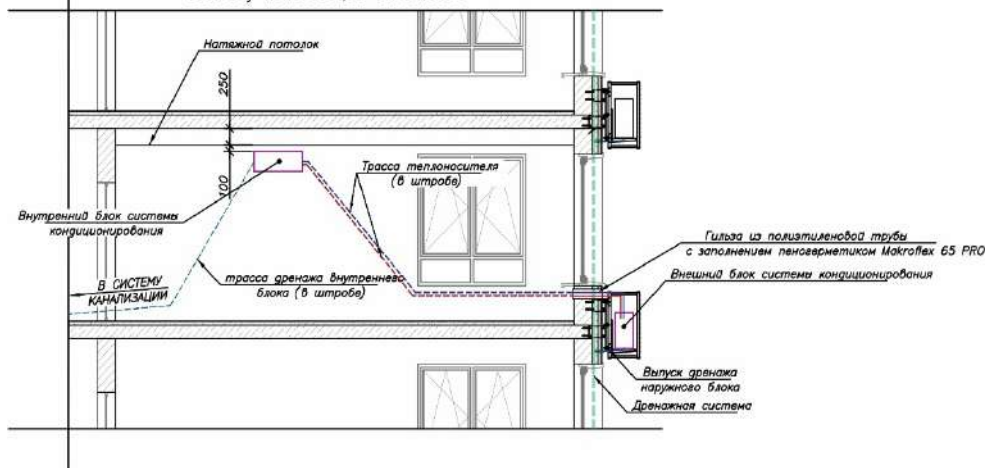 Натяжной потолок
250
100
Трасса теплоносителя
(в штробе)
Внутренний блок системы
кондиционирования
Гильза из полиэтиленовой трубы
с заполнением пеногерметиком Makroflex 65 PRO
Внешний блок системы кондиционирования
трасса дренажа внутреннего
блока (в штробе)
В СИСТЕМУ
КАНАЛИЗАЦИИ
Выпуск дренажа
наружного блока
Дренажная система